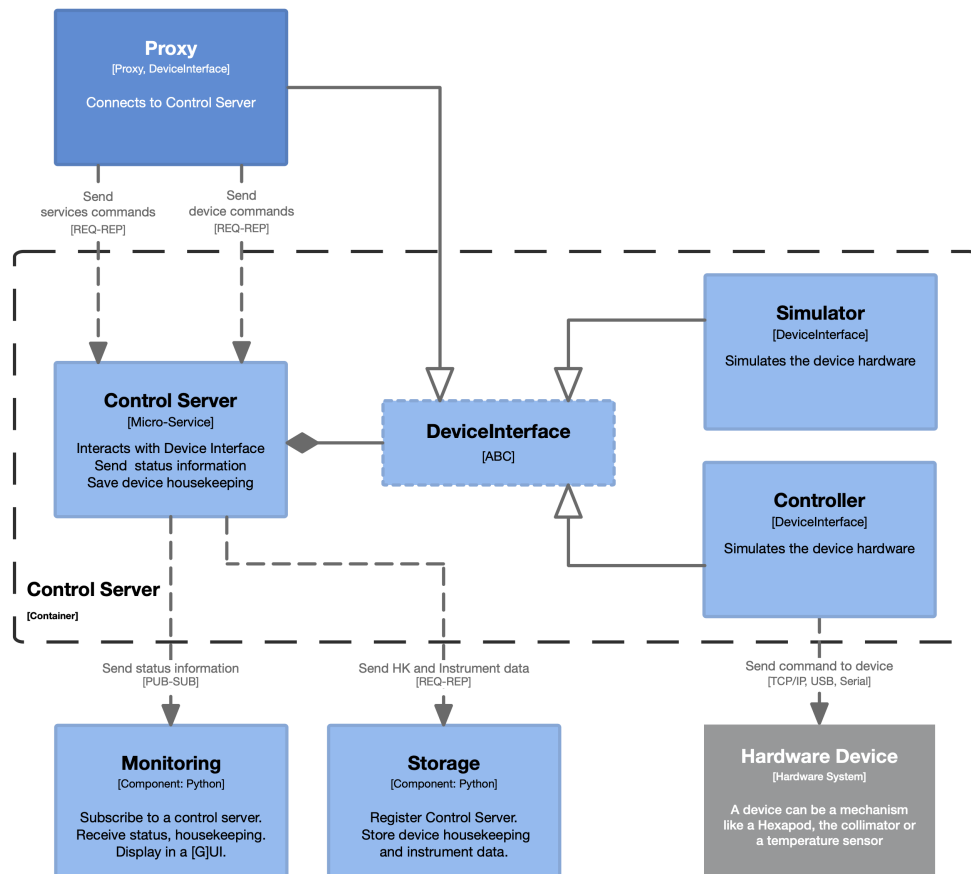 Proxy
[Proxy, DeviceInterface]
Connects to Control Server
Send
services commands
[REQ-REP]
Send
device commands
[REQ-REP]
Simulator
[DeviceInterface]
Simulates the device hardware
Control Server
[Micro-Service]
Interacts with Device Interface
Send status information
Save device housekeeping
DeviceInterface
[ABC]
Controller
[DeviceInterface]
Simulates the device hardware
Control Server
[Container]
Send status information
[PUB-SUB]
Send HK and Instrument data
[REQ-REP]
Send command to device
[TCP/IP, USB, Serial]
Monitoring
[Component: Python]
Subscribe to a control server.
Receive status, housekeeping.
Display in a [G]UI.
Storage
[Component: Python]
Register Control Server.
Store device housekeeping
and instrument data.
Hardware Device
[Hardware System]
A device can be a mechanism
like a Hexapod, the collimator or
a temperature sensor